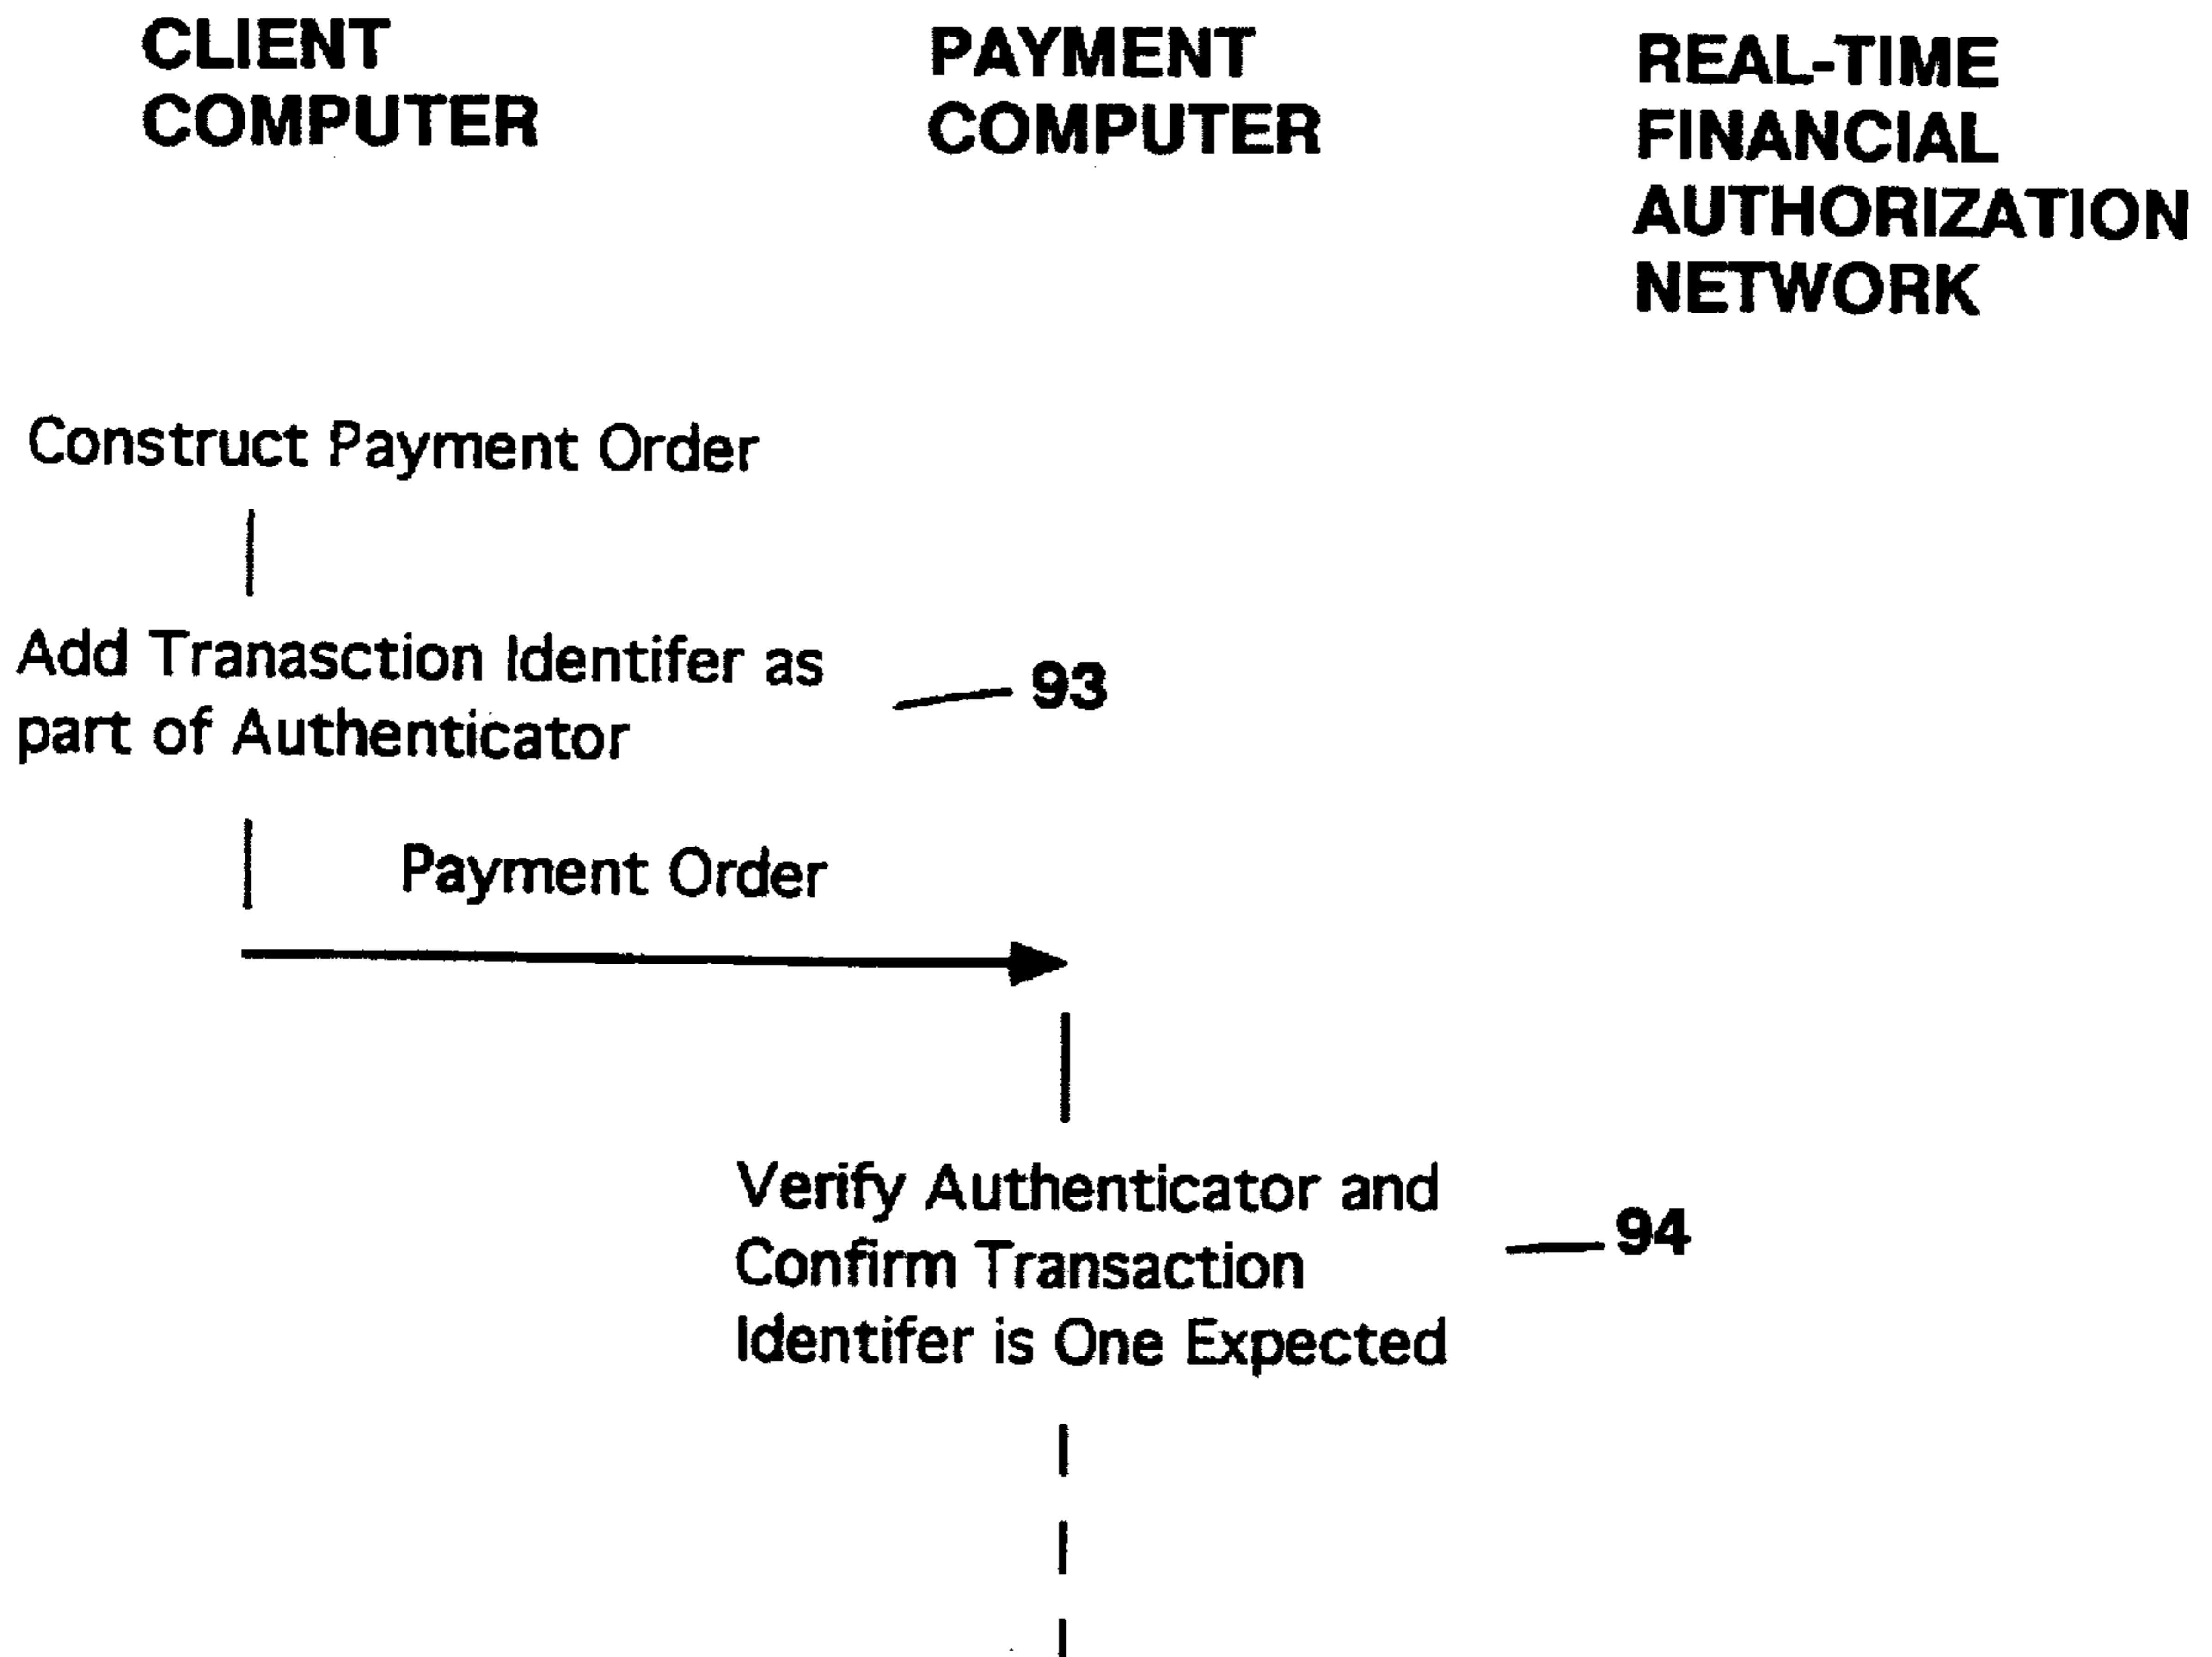 CLIENT
COMPUTER
PAYMENT
COMPUTER
REAL-TIME
FINANCIAL
AUTHORIZATION
NETWORK
Construct Payment Order
Add Tranasction Identifer as
part of Authenticator
93
Payment Order
Verify Authenticator and
Confirm Transaction
Identifer is One Expected
94